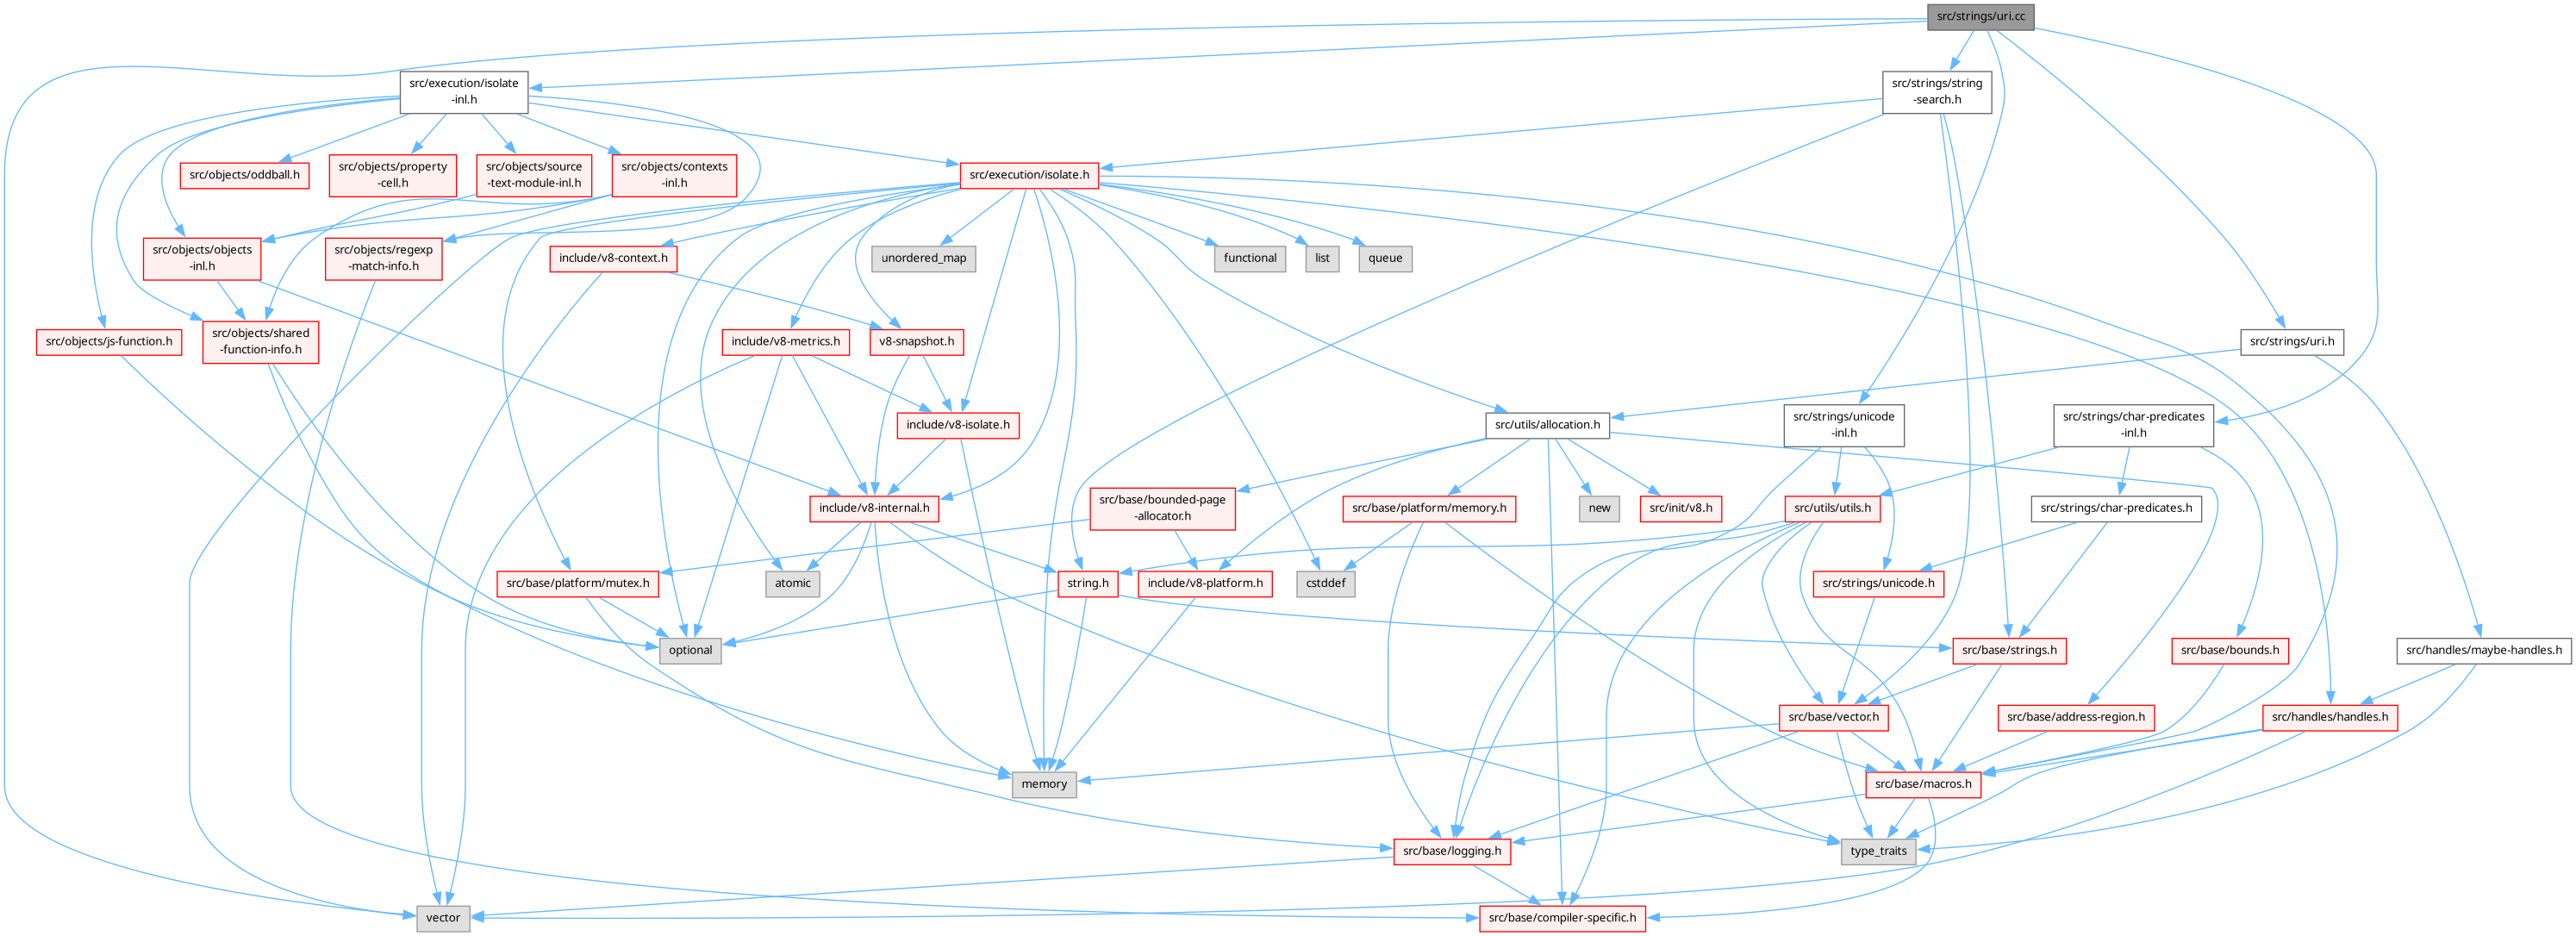 src/strings/uri.cc
src/execution/isolate
-inl.h
src/strings/string
-search.h
src/objects/oddball.h
src/objects/property
-cell.h
src/objects/source
-text-module-inl.h
src/objects/contexts
-inl.h
src/execution/isolate.h
src/objects/objects
-inl.h
src/objects/regexp
-match-info.h
include/v8-context.h
unordered_map
functional
list
queue
src/objects/js-function.h
src/objects/shared
-function-info.h
include/v8-metrics.h
v8-snapshot.h
src/strings/uri.h
include/v8-isolate.h
src/utils/allocation.h
src/strings/unicode
-inl.h
src/strings/char-predicates
-inl.h
include/v8-internal.h
src/base/bounded-page
-allocator.h
src/base/platform/memory.h
new
src/init/v8.h
src/utils/utils.h
src/strings/char-predicates.h
src/base/platform/mutex.h
atomic
string.h
include/v8-platform.h
cstddef
src/strings/unicode.h
optional
src/base/strings.h
src/base/bounds.h
src/handles/maybe-handles.h
src/base/vector.h
src/base/address-region.h
src/handles/handles.h
memory
src/base/macros.h
src/base/logging.h
type_traits
vector
src/base/compiler-specific.h